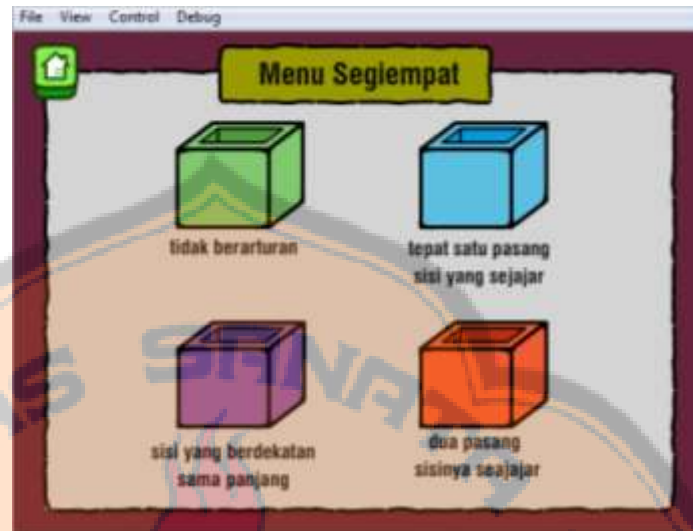 File View Control Debug
Menu Segiempat
tidak berarturan
tepat satu pasang
sisi yang sejajar
sisi yang berdekatan
sama panjang
dua pasang
sisinya seajajar